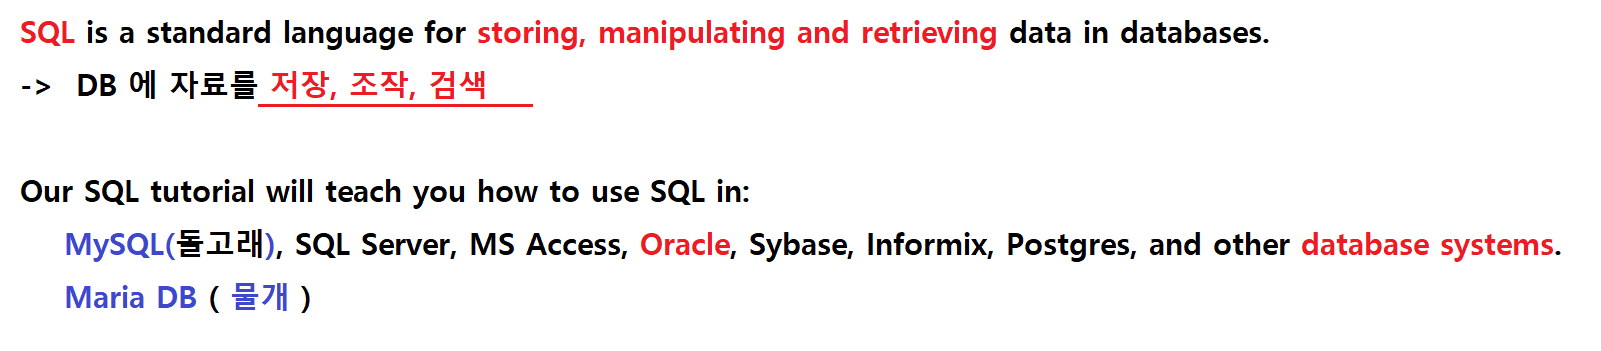 SQL is a standard language for storing, manipulating and retrieving data in databases.
-> DB 에 자료를 저장, 조작, 검색
Our SQL tutorial will teach you how to use SQL in:
MySQL(돌고래), SQL Server, MS Access, Oracle, Sybase, Informix, Postgres, and other database systems.
Maria DB ( 물개 )